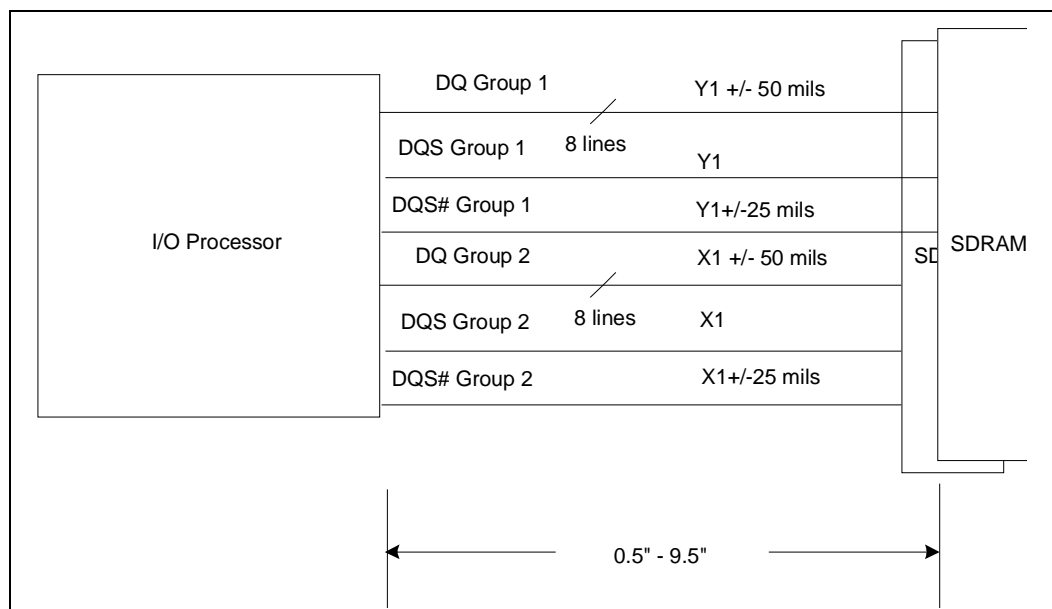 DQ Group 1
Y1 +/- 50 mils
8 lines
DQS Group 1
Y1
DQS# Group 1
Y1+/-25 mils
I/O Processor
DQ Group 2
X1 +/- 50 mils
SD
SDRAM
8 lines
DQS Group 2
X1
DQS# Group 2
X1+/-25 mils
0.5" - 9.5"